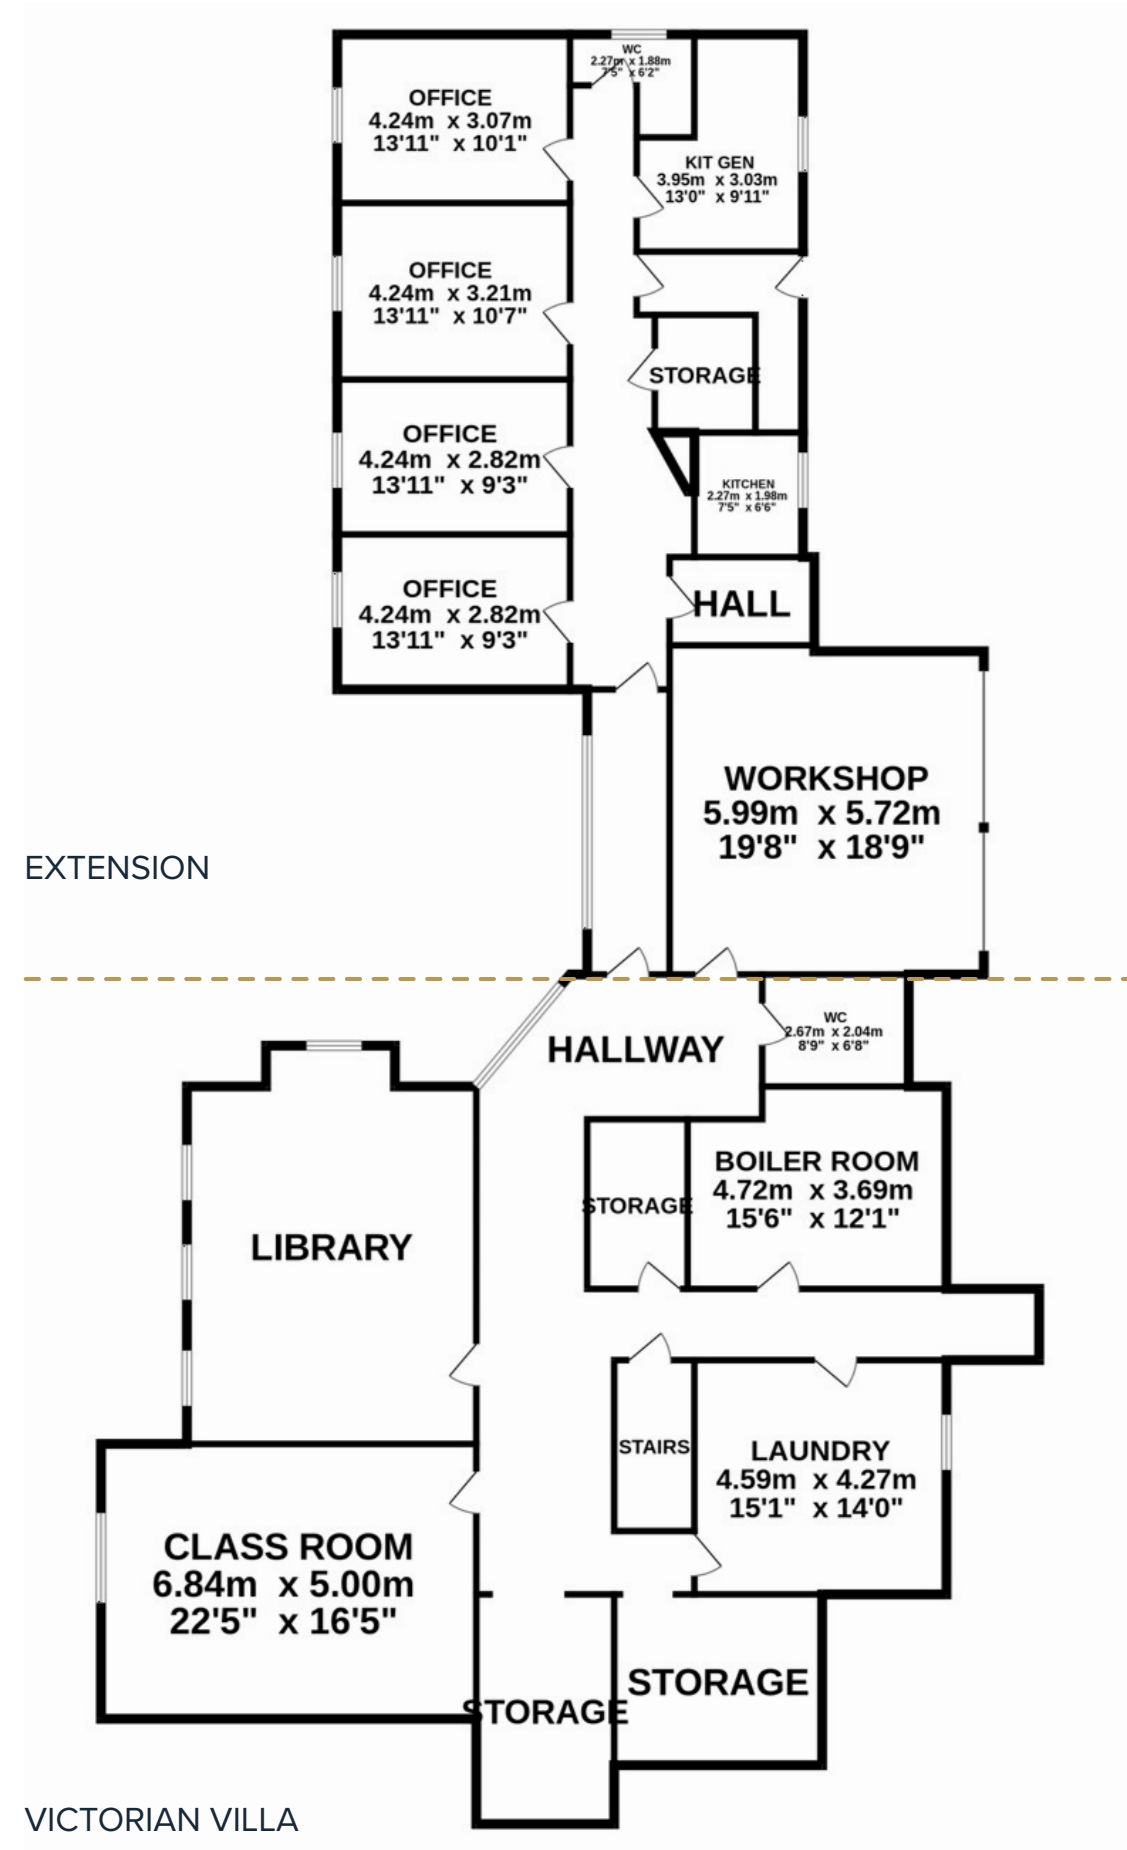 WC
2.27m x 1.88m
7'5" x 6'2"
OFFICE
4.24m x 3.07m
13'11" x 10'1"
KIT GEN
3.95m x 3.03m
13'0" x 9'11"
OFFICE
4.24m x 3.21m
13'11" x 10'7"
STORAGE
OFFICE
4.24m x 2.82m
13'11" x 9'3"
KITCHEN
2.27m x 1.98m
7'5" x 6'6"
OFFICE
4.24m x 2.82m
13'11" x 9'3"
HALL
WORKSHOP
5.99m x 5.72m
19'8" x 18'9"
EXTENSION
WC
2.67m x 2.04m
8'9" x 6'8"
HALLWAY
BOILER ROOM
4.72m x 3.69m
15'6" x 12'1"
STORAGE
LIBRARY
STAIRS
LAUNDRY
4.59m x 4.27m
15'1" x 14'0"
CLASS ROOM
6.84m x 5.00m
22'5" x 16'5"
STORAGE
STORAGE
VICTORIAN VILLA